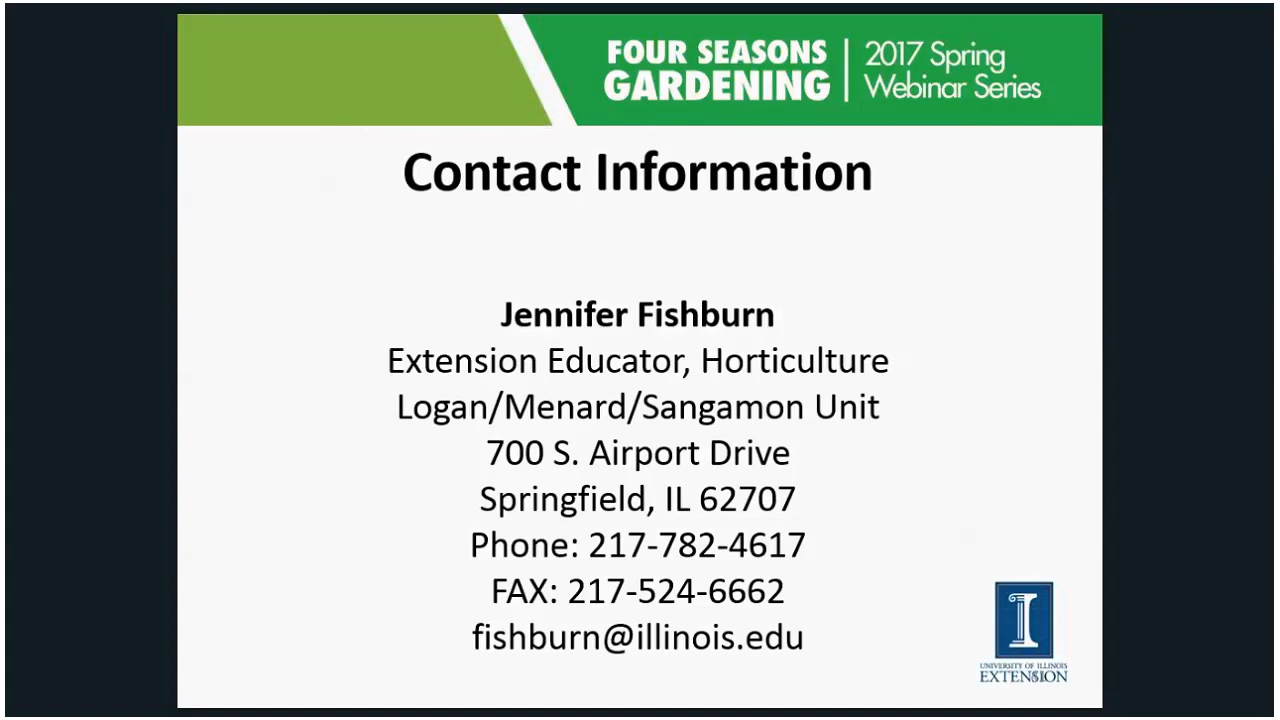 FOUR SEASONS
GARDENING
2017 Spring
Webinar Series
Contact Information
Jennifer Fishburn
Extension Educator, Horticulture
Logan/Menard/Sangamon Unit
700 S. Airport Drive
Springfield, IL 62707
Phone: 217-782-4617
FAX: 217-524-6662
fishburn@illinois.edu
I
UNIVERSITY OF ILLINOIS
EXTENSION